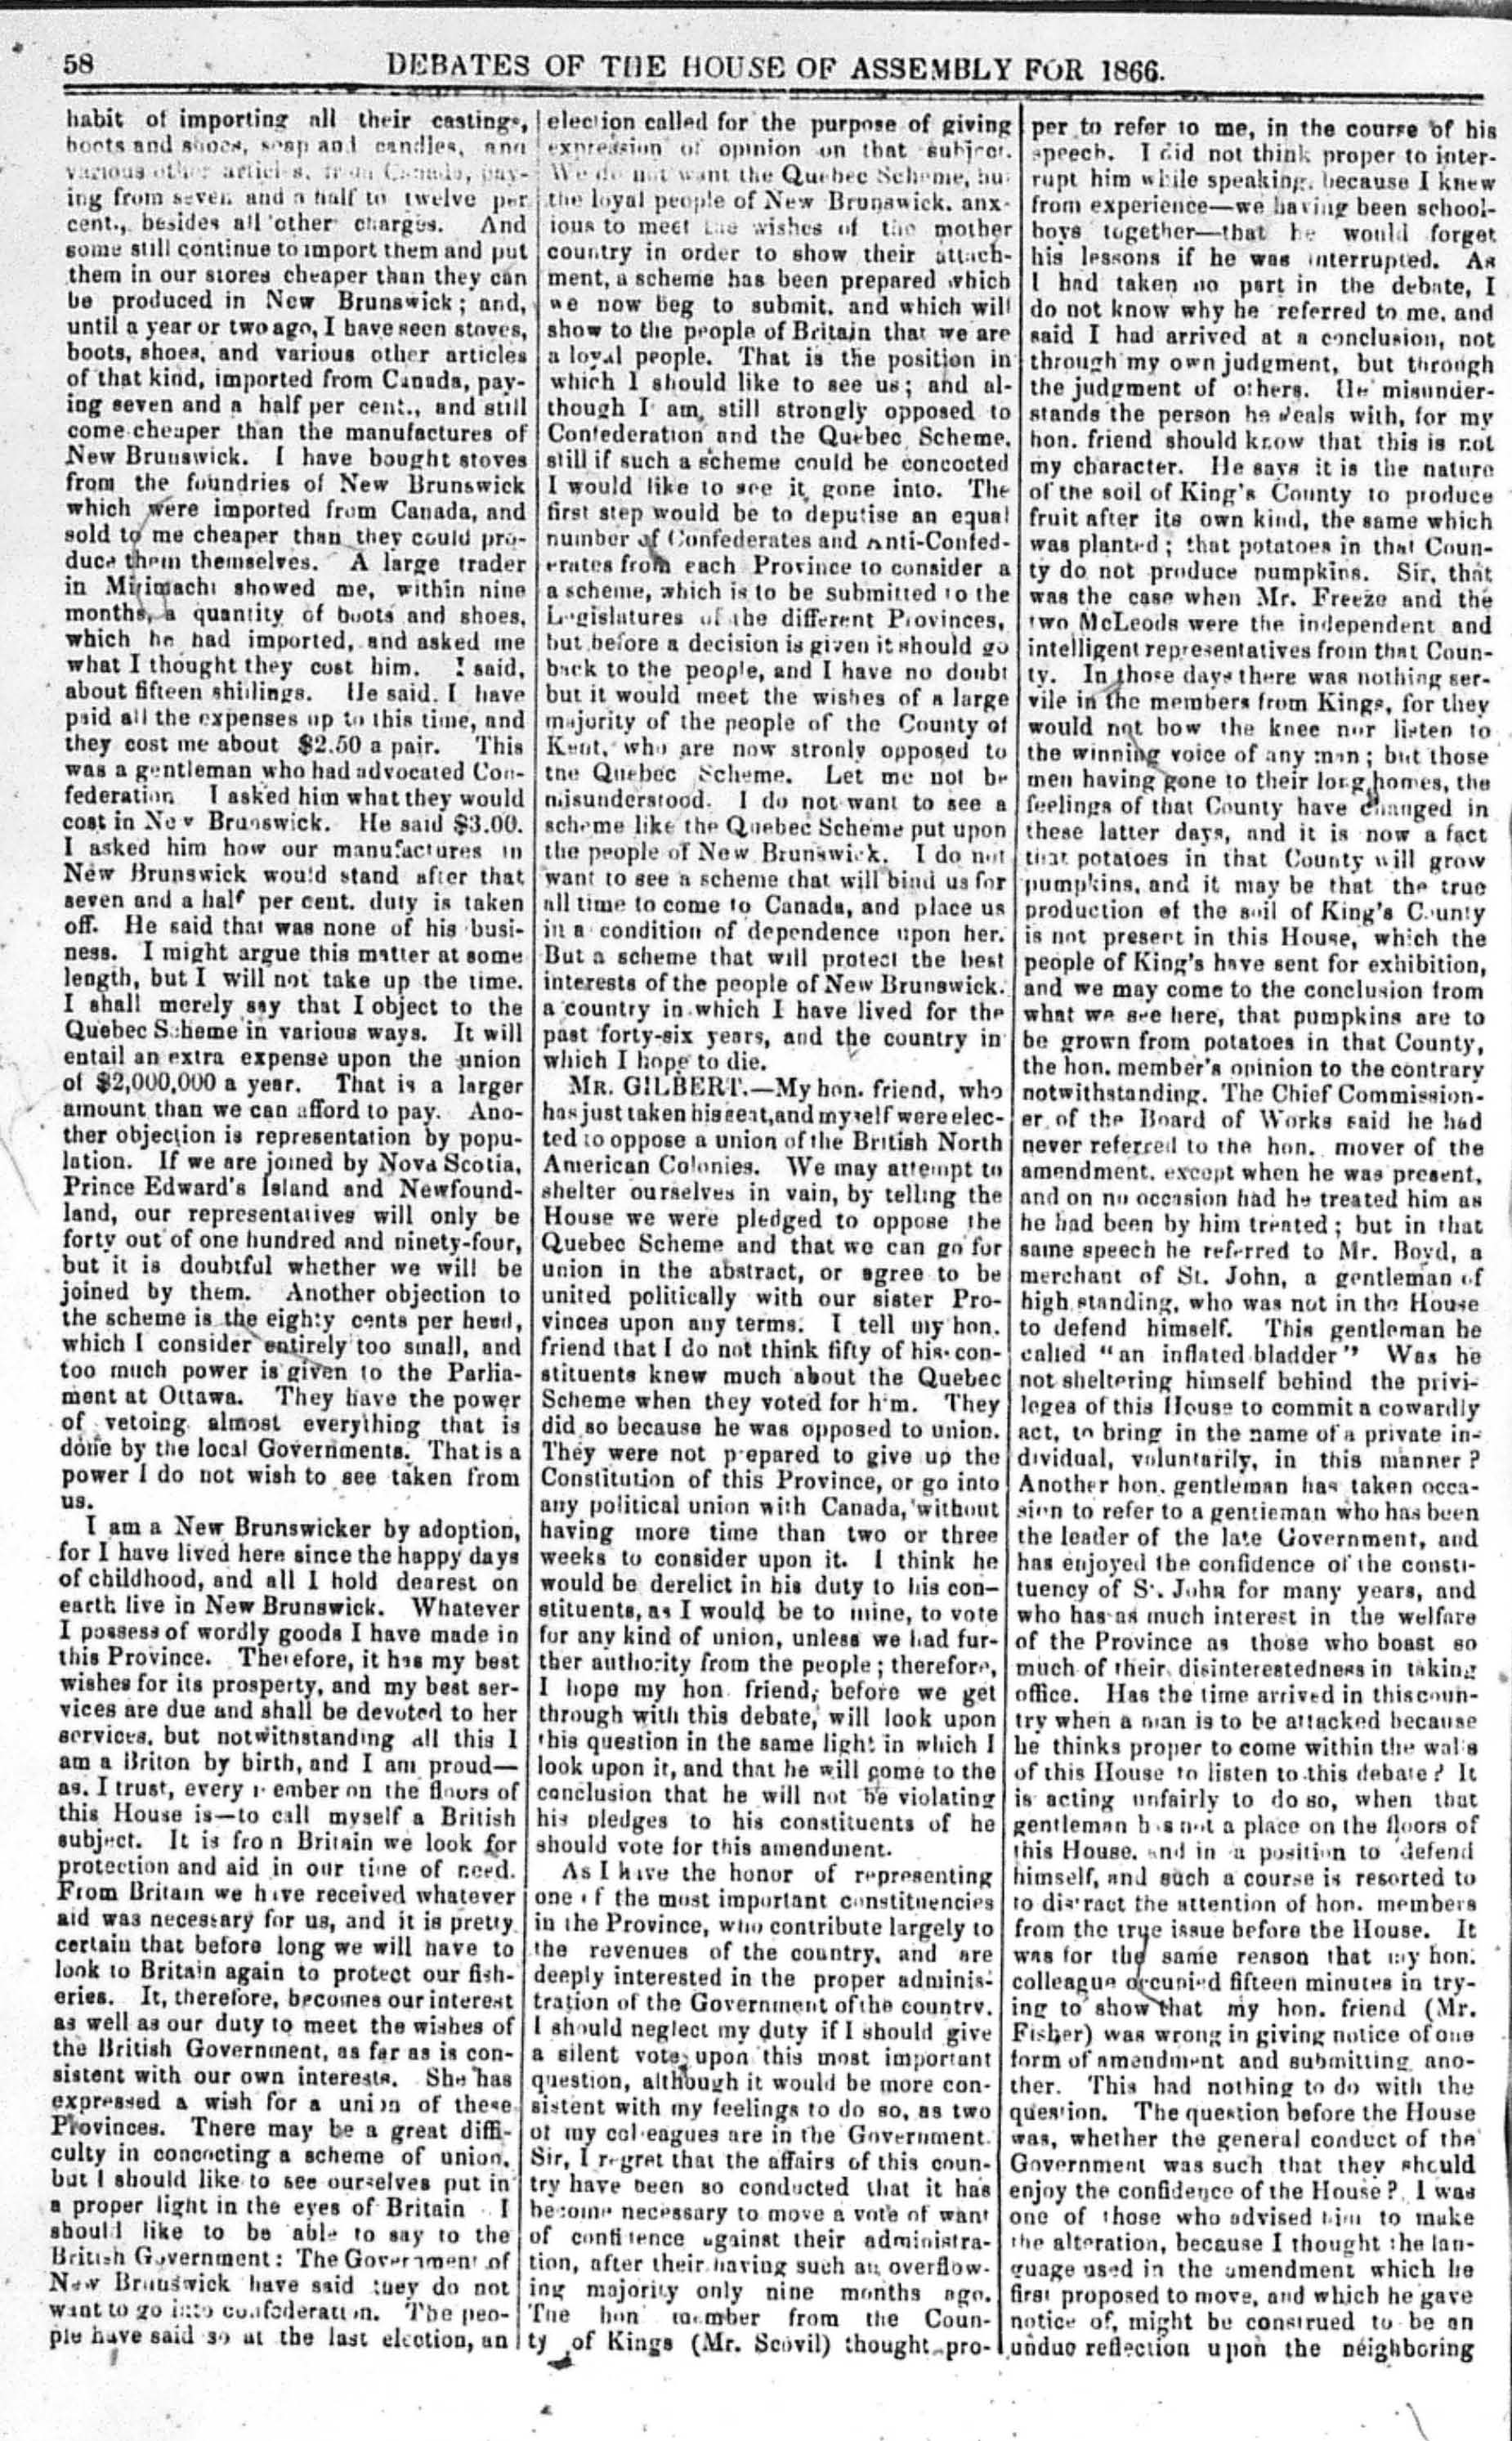 58
DEBATES OF THE HOUSE OF ASSEMBLY FOR 1866.
habit of importing all their castings,
boots and shoes, soap and candles, and
various other articles, from Canada, pay-
ing from seven and a half to twelve per
cent., besides all other charges. And
some still continue to import them and put
them in our stores cheaper than they can
be produced in New Brunswick; and,
until a year or two ago, I have seen stoves,
boots, shoes, and various other articles
of that kind, imported from Canada, pay-
ing seven and a half per cent., and still
come cheaper than the manufactures of
New Brunswick. I have bought stoves
from the foundries of New Brunswick
which were imported from Canada, and
sold to me cheaper than they could pro-
duce them themselves. A large trader
in Mirimachi showed me, within nine
months, a quantity of boots and shoes,
which he had imported, and asked me
what I thought they cost him. I said,
about fifteen shillings. He said, I have
paid all the expenses up to this time, and
they cost me about $2.50 a pair. This
was a gentleman who had advocated Con-
federation I asked him what they would
cost in New Brunswick. He said $3.00.
I asked him how our manufactures in
New Brunswick would stand after that
seven and a half per cent. duty is taken
off. He said that was none of his busi-
ness. I might argue this matter at some
length, but I will not take up the time.
I shall merely say that I object to the
Quebec Scheme in various ways. It will
entail an extra expense upon the union
of $2,000,000 a year. That is a larger
amount than we can afford to pay. Ano-
ther objection is representation by popu-
lation. If we are joined by Nova Scotia,
Prince Edward's Island and Newfound-
land, our representatives will only be
forty out of one hundred and ninety-four,
but it is doubtful whether we will be
joined by them. Another objection to
the scheme is the eighty cents per head,
which I consider entirely too small, and
too much power is given to the Parlia-
ment at Ottawa. They have the power
of vetoing almost everything that is
done by the local Governments. That is a
power I do not wish to see taken from
us.
I am a New Brunswicker by adoption,
for I have lived here since the happy days
of childhood, and all I hold dearest on
earth live in New Brunswick. Whatever
I possess of wordly goods I have made in
this Province. Therefore, it has my best
wishes for its prosperty, and my best ser-
vices are due and shall be devoted to her
services, but notwithstanding all this I
am a Briton by birth, and I am proud—
as, I trust, every member on the floors of
this House is—to call myself a British
subject. It is from Britain we look for
protection and aid in our time of need.
From Britain we have received whatever
aid was necessary for us, and it is pretty
certain that before long we will have to
look to Britain again to protect our fish-
eries. It, therefore, becomes our interest
as well as our duty to meet the wishes of
the British Government, as far as is con-
sistent with our own interests. She has
expressed a wish for a union of these
Provinces. There may be a great diffi-
culty in concocting a scheme of union,
but I should like to see ourselves put in
a proper light in the eyes of Britain I
should like to be able to say to the
British Government: The Government of
New Brunswick have said they do not
want to go into confederation. The peo-
ple have said so at the last election, an
election called for the purpose of giving
expression of opinion on that subject.
We do not want the Quebec Scheme, but
the loyal people of New Brunswick, anx-
ious to meet the wishes of the mother
country in order to show their attach-
ment, a scheme has been prepared which
we now beg to submit, and which will
show to the people of Britain that we are
a loyal people. That is the position in
which I should like to see us; and al-
though I am still strongly opposed to
Confederation and the Quebec Scheme,
still if such a scheme could be concocted
I would like to see it gone into. The
first step would be to deputise an equal
number of Confederates and Anti-Confed-
erates from each Province to consider a
a scheme, which is to be submitted to the
Legislatures of the different Provinces,
but before a decision is given it should go
back to the people, and I have no doubt
but it would meet the wishes of a large
majority of the people of the County of
Kent, who are now stronly opposed to
the Quebec Scheme. Let me not be
misunderstood. I do not want to see a
scheme like the Quebec Scheme put upon
the people of New Brunswick. I do not
want to see a scheme that will bind us for
all time to come to Canada, and place us
in a condition of dependence upon her.
But a scheme that will protect the best
interests of the people of New Brunswick,
a country in which I have lived for the
past forty-six years, and the country in
which I hope to die.
MR. GILBERT.—My hon. friend, who
has just taken his seat, and myself were elec-
ted to oppose a union of the British North
American Colonies. We may attempt to
shelter ourselves in vain, by telling the
House we were pledged to oppose the
Quebec Scheme and that we can go for
union in the abstract, or agree to be
united politically with our sister Pro-
vinces upon any terms. I tell my hon.
friend that I do not think fifty of his con-
stituents knew much about the Quebec
Scheme when they voted for him. They
did so because he was opposed to union.
They were not prepared to give up the
Constitution of this Province, or go into
any political union with Canada, without
having more time than two or three
weeks to consider upon it. I think he
would be derelict in his duty to his con-
stituents, as I would be to mine, to vote
for any kind of union, unless we had fur-
ther authority from the people; therefore,
I hope my hon. friend, before we get
through with this debate, will look upon
this question in the same light in which I
look upon it, and that he will come to the
conclusion that he will not be violating
his pledges to his constituents of he
should vote for this amendment.
As I have the honor of representing
one of the most important constituencies
in the Province, who contribute largely to
the revenues of the country, and are
deeply interested in the proper adminis-
tration of the Government of the country,
I should neglect my duty if I should give
a silent vote upon this most important
question, although it would be more con-
sistent with my feelings to do so, as two
of my colleagues are in the Government.
Sir, I regret that the affairs of this coun-
try have been so conducted that it has
become necessary to move a vote of want
of confidence against their administra-
tion, after their having such an overflow-
ing majority only nine months ago.
The hon member from the Coun-
ty of Kings (Mr. Scovil) thought pro-
per to refer to me, in the course of his
speech. I did not think proper to inter-
rupt him while speaking, because I knew
from experience—we having been school-
boys together—that he would forget
his lessons if he was interrupted. As
I had taken no part in the debate, I
do not know why he referred to me, and
said I had arrived at a conclusion, not
through my own judgment, but through
the judgment of others. He misunder-
stands the person he deals with, for my
hon. friend should know that this is not
my character. He says it is the nature
of the soil of King's County to produce
fruit after its own kind, the same which
was planted; that potatoes in that Coun-
ty do not produce pumpkins. Sir, that
was the case when Mr. Freeze and the
two McLeods were the independent and
intelligent representatives from that Coun-
ty. In those days there was nothing ser-
vile in the members from Kings, for they
would not bow the knee nor listen to
the winning voice of any man; but those
men having gone to their long homes, the
feelings of that County have changed in
these latter days, and it is now a fact
that potatoes in that County will grow
pumpkins, and it may be that the true
production of the soil of King's County
is not present in this House, which the
people of King's have sent for exhibition,
and we may come to the conclusion from
what we see here, that pumpkins are to
be grown from potatoes in that County,
the hon. member's opinion to the contrary
notwithstanding. The Chief Commission-
er of the Board of Works said he had
never referred to the hon. mover of the
amendment, except when he was present,
and on no occasion had he treated him as
he had been by him treated; but in that
same speech he referred to Mr. Boyd, a
merchant of St. John, a gentleman of
high standing, who was not in the House
to defend himself. This gentleman he
called "an inflated bladder" Was he
not sheltering himself behind the privi-
leges of this House to commit a cowardly
act, to bring in the name of a private in-
dividual, voluntarily, in this manner?
Another hon. gentleman has taken occa-
sion to refer to a gentleman who has been
the leader of the late Government, and
has enjoyed the confidence of the consti-
tuency of St. John for many years, and
who has as much interest in the welfare
of the Province as those who boast so
much of their disinterestedness in taking
office. Has the time arrived in this coun-
try when a man is to be attacked because
he thinks proper to come within the walls
of this House to listen to this debate? It
is acting unfairly to do so, when that
gentleman has not a place on the floors of
this House, and in a position to defend
himself, and such a course is resorted to
to distract the attention of hon. members
from the true issue before the House. It
was for the same reason that my hon.
colleague occupied fifteen minutes in try-
ing to show that my hon. friend (Mr.
Fisher) was wrong in giving notice of one
form of amendment and submitting ano-
ther. This had nothing to do with the
question. The question before the House
was, whether the general conduct of the
Government was such that they should
enjoy the confidence of the House? I was
one of those who advised him to make
the alteration, because I thought the lan-
guage used in the amendment which he
first proposed to move, and which he gave
notice of, might be construed to be an
undue reflection upon the neighboring